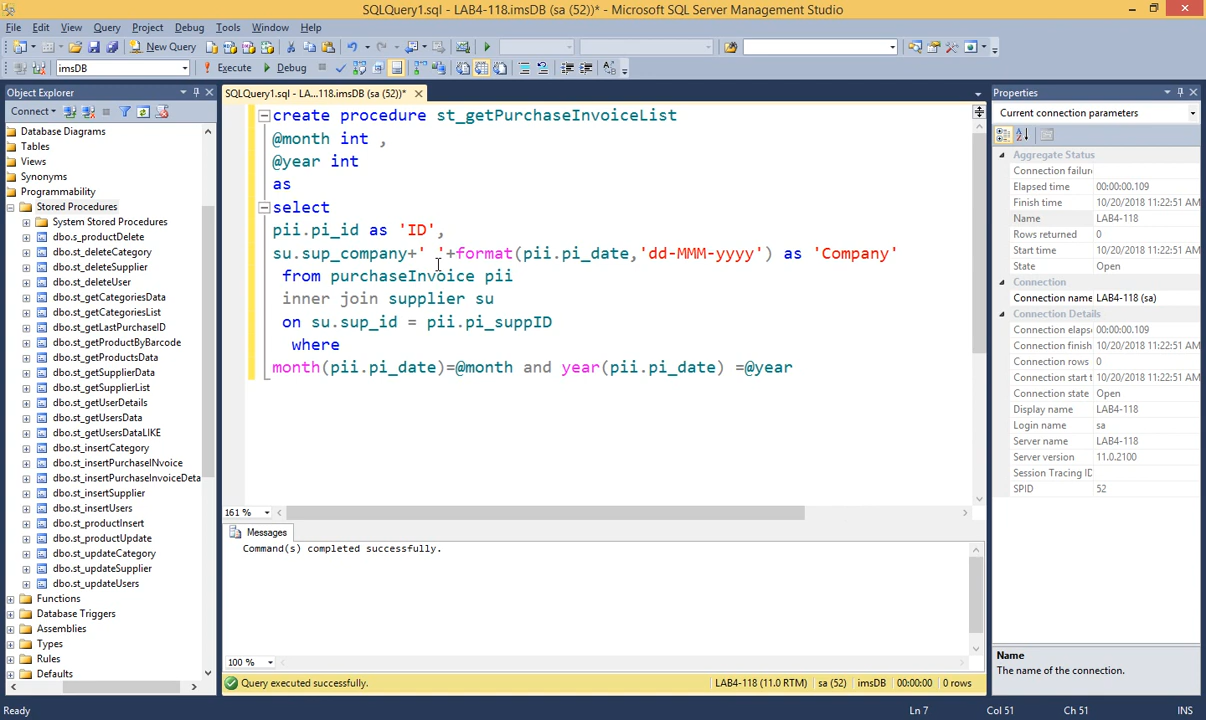 SQLQuery1.sql - LAB4-118.imsDB (sa (52))* - Microsoft SQL Server Management Studio
File Edit View Query Project Debug Tools Window Help
New Query
imsDB Execute Debug
Object Explorer
Connect
Database Diagrams
Tables
Views
Synonyms
Programmability
Stored Procedures
System Stored Procedures
dbo.s_productDelete
dbo.st_deleteCategory
dbo.st_deleteSupplier
dbo.st_deleteUser
dbo.st_getCategoriesData
dbo.st_getCategoriesList
dbo.st_getLastPurchaseID
dbo.st_getProductByBarcode
dbo.st_getProductsData
dbo.st_getSupplierData
dbo.st_getSupplierList
dbo.st_getUserDetails
dbo.st_getUsersData
dbo.st_getUsersDataLIKE
dbo.st_insertCategory
dbo.st_insertPurchaseINvoice
dbo.st_insertPurchaseInvoiceDeta
dbo.st_insertSupplier
dbo.st_insertUsers
dbo.st_productInsert
dbo.st_productUpdate
dbo.st_updateCategory
dbo.st_updateSupplier
dbo.st_updateUsers
Functions
Database Triggers
Assemblies
Types
Rules
Defaults
SQLQuery1.sql - LA...118.imsDB (sa (52))*
create procedure st_getPurchaseInvoiceList
@month int ,
@year int
as
select
pii.pi_id as 'ID',
su.sup_company+' '+format(pii.pi_date,'dd-MMM-yyyy') as 'Company'
from purchaseInvoice pii
inner join supplier su
on su.sup_id = pii.pi_suppID
where
month(pii.pi_date)=@month and year(pii.pi_date) =@year
161 %
Messages
Command(s) completed successfully.
100 %
Query executed successfully. LAB4-118 (11.0 RTM) sa (52) imsDB 00:00:00 0 rows
Properties
Current connection parameters
Aggregate Status
Connection failure
Elapsed time 00:00:00.109
Finish time 10/20/2018 11:22:51 AM
Name LAB4-118
Rows returned 0
Start time 10/20/2018 11:22:51 AM
State Open
Connection
Connection name LAB4-118 (sa)
Connection Details
Connection elaps 00:00:00.109
Connection finish 10/20/2018 11:22:51 AM
Connection rows 0
Connection start t 10/20/2018 11:22:51 AM
Connection state Open
Display name LAB4-118
Login name sa
Server name LAB4-118
Server version 11.0.2100
Session Tracing ID
SPID 52
Name
The name of the connection.
Ready Ln 7 Col 51 Ch 51 INS